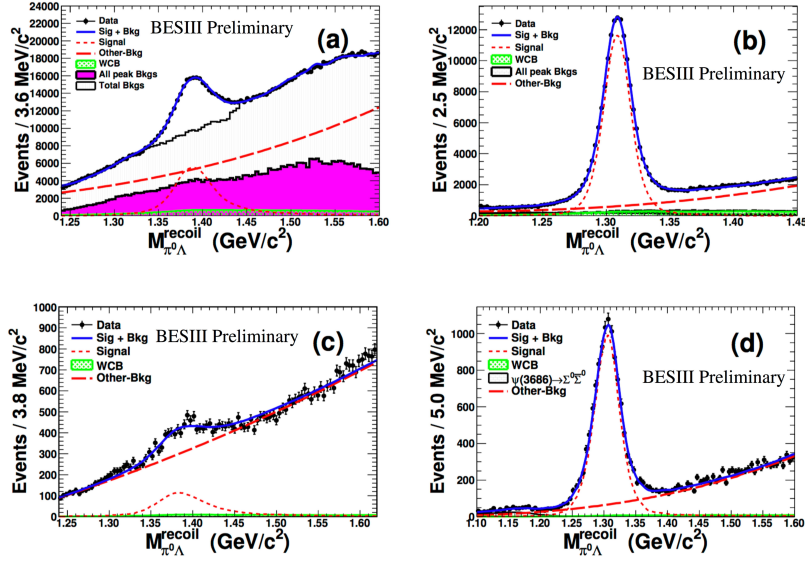 24000
22000
20000
18000
16000
14000
12000
10000
8000
6000
4000
2000
0
Events / 3.6 MeV/c²
Data
Sig + Bkg
Signal
Other-Bkg
WCB
All peak Bkgs
Total Bkgs
BESIII Preliminary
(a)
1.25 1.30 1.35 1.40 1.45 1.50 1.55 1.60
M^recoil_π⁰Λ (GeV/c²)
12000
10000
8000
6000
4000
2000
0
Events / 2.5 MeV/c²
Data
Sig + Bkg
Signal
WCB
All peak Bkgs
Other-Bkg
(b)
BESIII Preliminary
1.20 1.25 1.30 1.35 1.40 1.45
M^recoil_π⁰Λ (GeV/c²)
1000
900
800
700
600
500
400
300
200
100
0
Events / 3.8 MeV/c²
Data
Sig + Bkg
Signal
WCB
Other-Bkg
BESIII Preliminary
(c)
1.25 1.30 1.35 1.40 1.45 1.50 1.55 1.60
M^recoil_π⁰Λ (GeV/c²)
1000
800
600
400
200
0
Events / 5.0 MeV/c²
Data
Sig + Bkg
Signal
WCB
ψ(3686)→Σ⁰Σ̄⁰
Other-Bkg
(d)
BESIII Preliminary
1.10 1.15 1.20 1.25 1.30 1.35 1.40 1.45 1.50 1.55 1.60
M^recoil_π⁰Λ (GeV/c²)